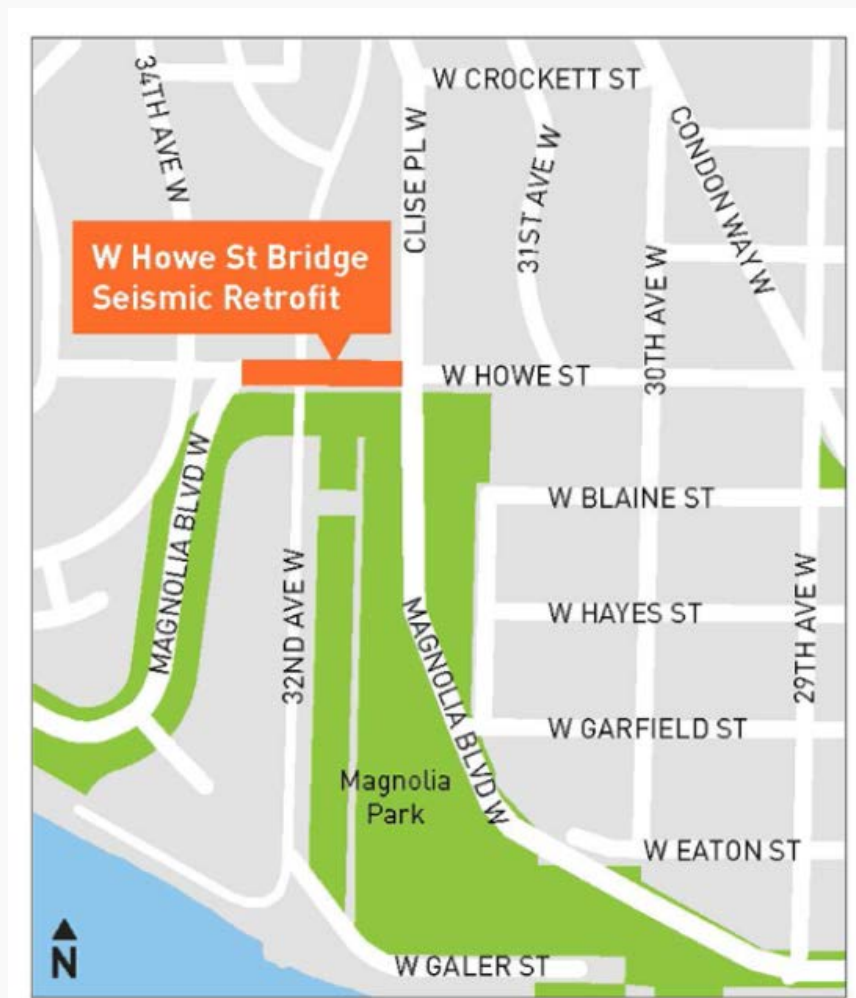 34TH AVE W
W CROCKETT ST
CLISE PL W
31ST AVE W
CONDON WAY W
W Howe St Bridge
Seismic Retrofit
30TH AVE W
W HOWE ST
MAGNOLIA BLVD W
W BLAINE ST
32ND AVE W
29TH AVE W
W HAYES ST
MAGNOLIA BLVD W
W GARFIELD ST
Magnolia
Park
W EATON ST
N
W GALER ST